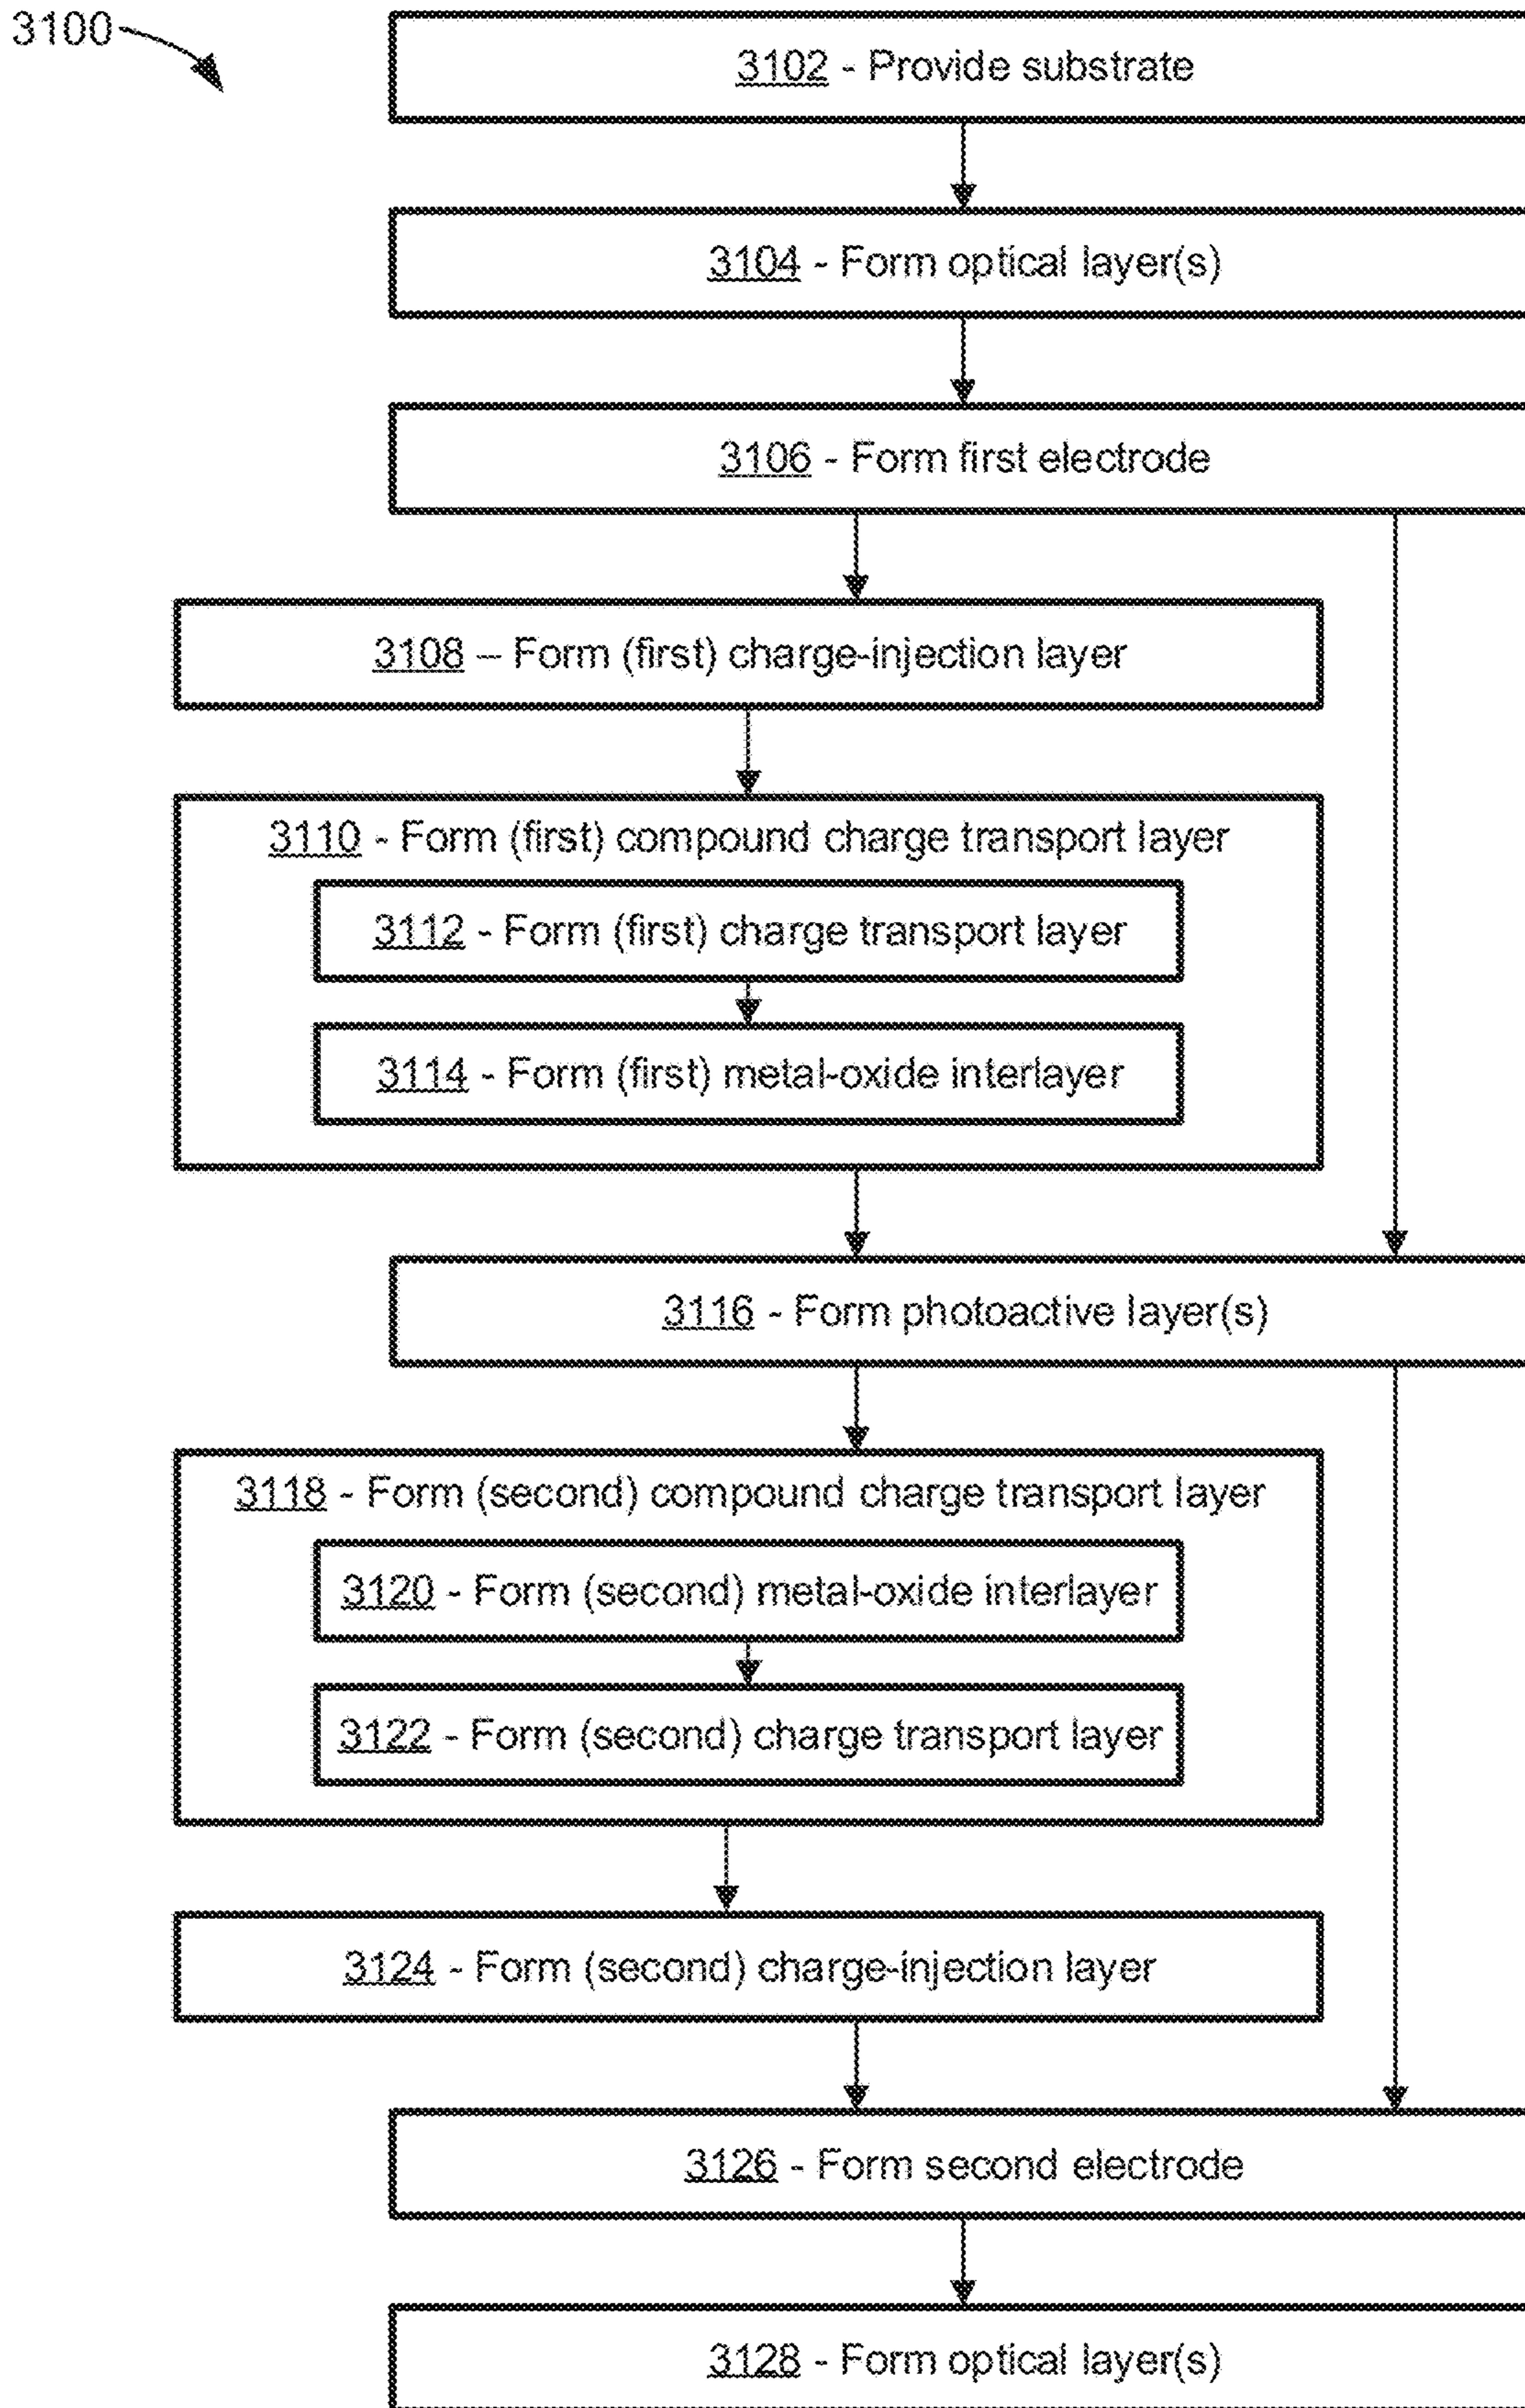 3100
3102 - Provide substrate
3104 - Form optical layer(s)
3106 - Form first electrode
3108 – Form (first) charge-injection layer
3110 - Form (first) compound charge transport layer
3112 - Form (first) charge transport layer
3114 - Form (first) metal-oxide interlayer
3116 - Form photoactive layer(s)
3118 - Form (second) compound charge transport layer
3120 - Form (second) metal-oxide interlayer
3122 - Form (second) charge transport layer
3124 - Form (second) charge-injection layer
3126 - Form second electrode
3128 - Form optical layer(s)